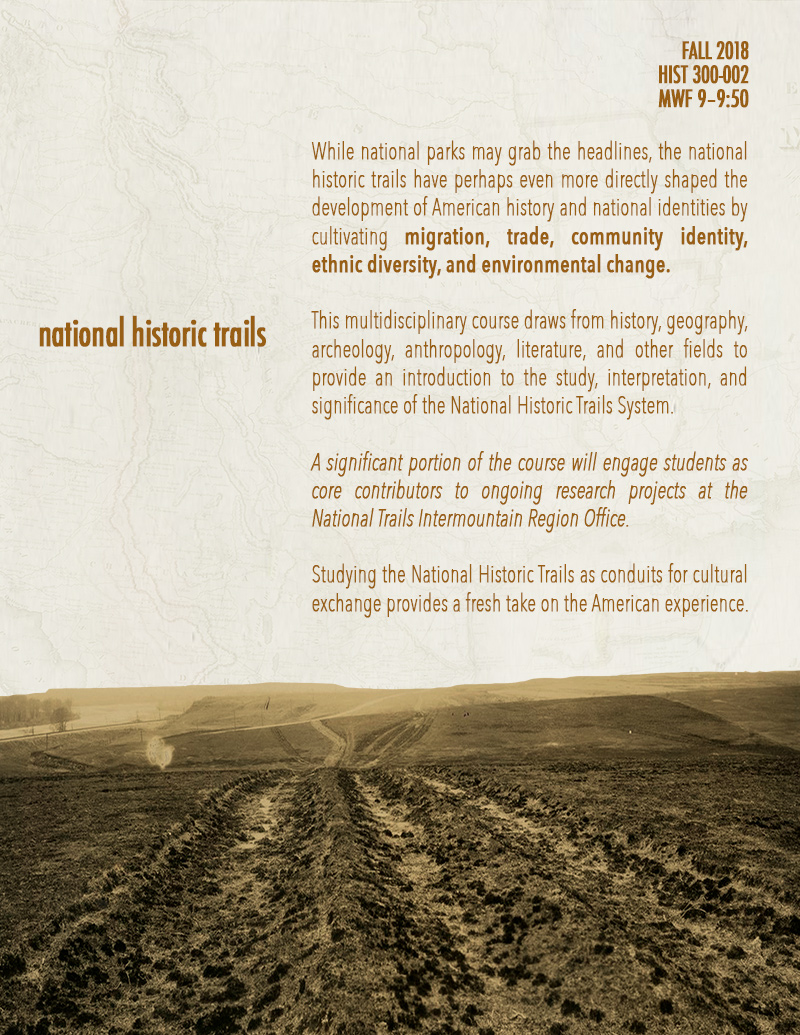 FALL 2018
HIST 300-002
MWF 9–9:50
While national parks may grab the headlines, the national
historic trails have perhaps even more directly shaped the
development of American history and national identities by
cultivating migration, trade, community identity,
ethnic diversity, and environmental change.
national historic trails
This multidisciplinary course draws from history, geography,
archeology, anthropology, literature, and other fields to
provide an introduction to the study, interpretation, and
significance of the National Historic Trails System.
A significant portion of the course will engage students as
core contributors to ongoing research projects at the
National Trails Intermountain Region Office.
Studying the National Historic Trails as conduits for cultural
exchange provides a fresh take on the American experience.